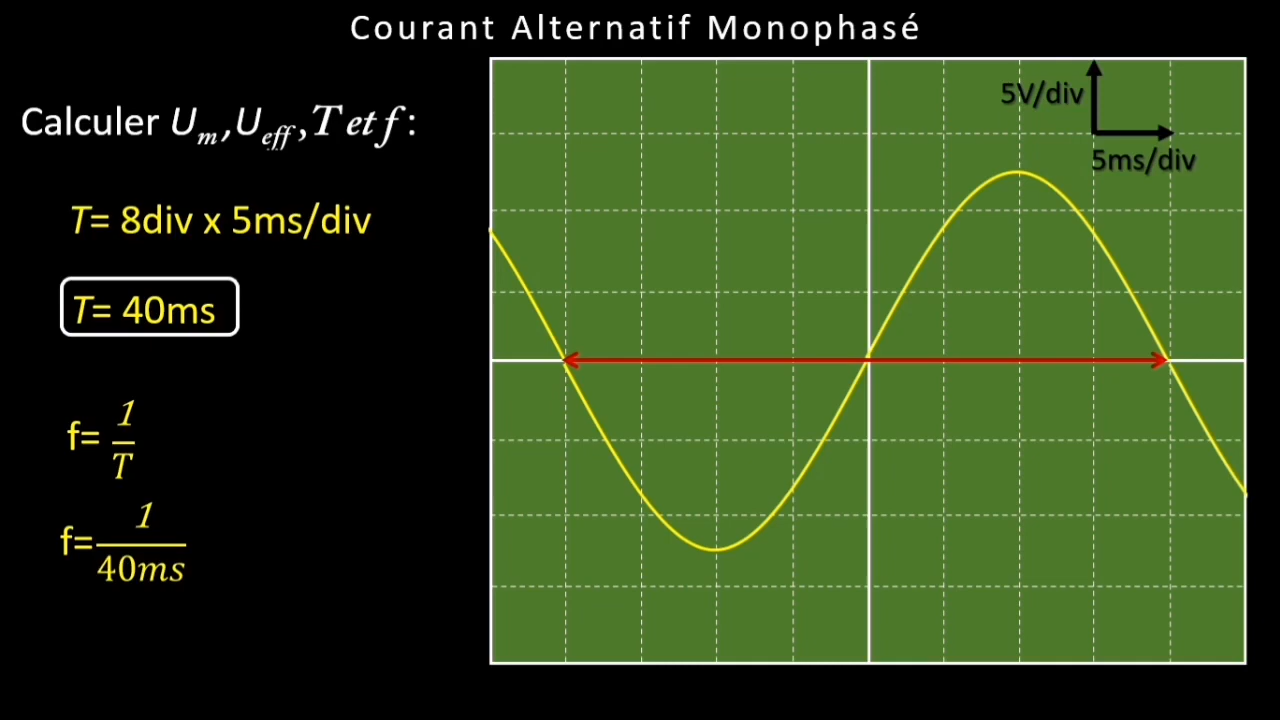 Courant Alternatif Monophasé
Calculer Um,Ueff,T et f:
T= 8div x 5ms/div
T= 40ms
f= 1/T
f= 1/40ms
5V/div
5ms/div